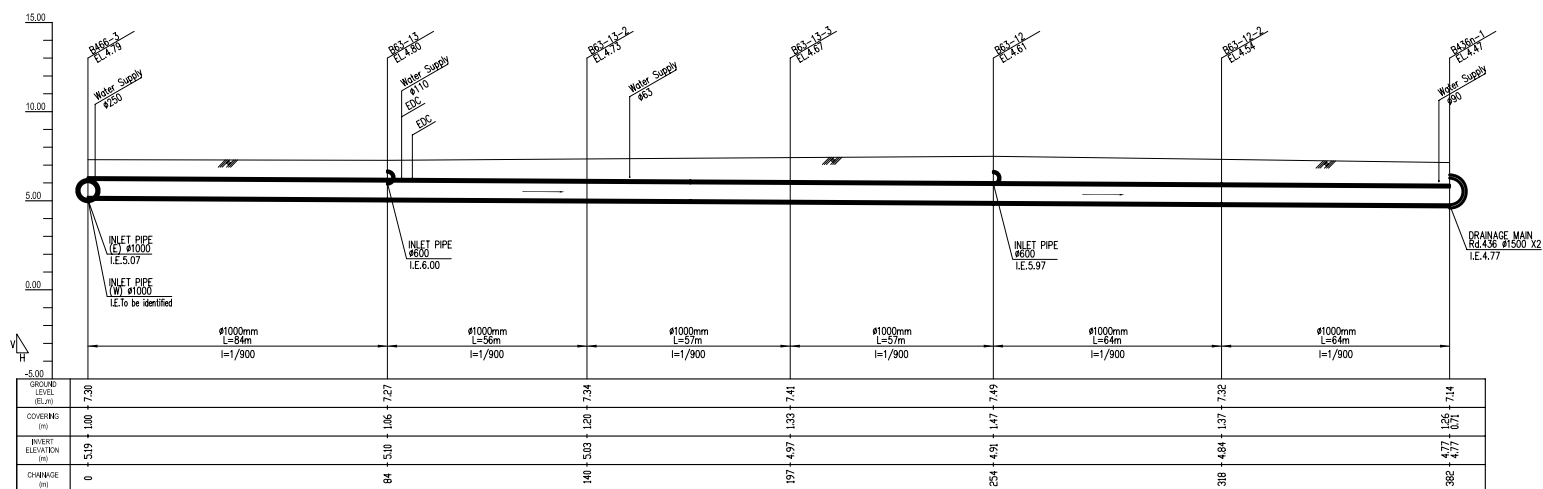 15.00
10.00
5.00
0.00
-5.00
V
H
B466-3
EL.4.79
Water Supply
ø250
B63-13
EL.4.80
Water Supply
ø110
EDC
EDC
B63-13-2
EL.4.73
Water Supply
ø63
B63-13-3
EL.4.67
B63-12
EL.4.61
B63-12-2
EL.4.54
B436n-1
EL.4.47
Water Supply
ø90
INLET PIPE
(E) ø1000
I.E.5.07
INLET PIPE
(W) ø1000
I.E.To be identified
INLET PIPE
ø600
I.E.6.00
INLET PIPE
ø600
I.E.5.97
DRAINAGE MAIN
Rd.436 ø1500 X2
I.E.4.77
ø1000mm
L=84m
I=1/900
ø1000mm
L=56m
I=1/900
ø1000mm
L=57m
I=1/900
ø1000mm
L=57m
I=1/900
ø1000mm
L=64m
I=1/900
ø1000mm
L=64m
I=1/900
GROUND
LEVEL
(EL.m)
7.30 7.27 7.34 7.41 7.49 7.32 7.14
COVERING
(m)
1.00 1.06 1.20 1.33 1.47 1.37 1.26
0.71
INVERT
ELEVATION
(m)
5.19 5.10 5.03 4.97 4.91 4.84 4.77
4.77
CHAINAGE
(m)
0 84 140 197 254 318 382